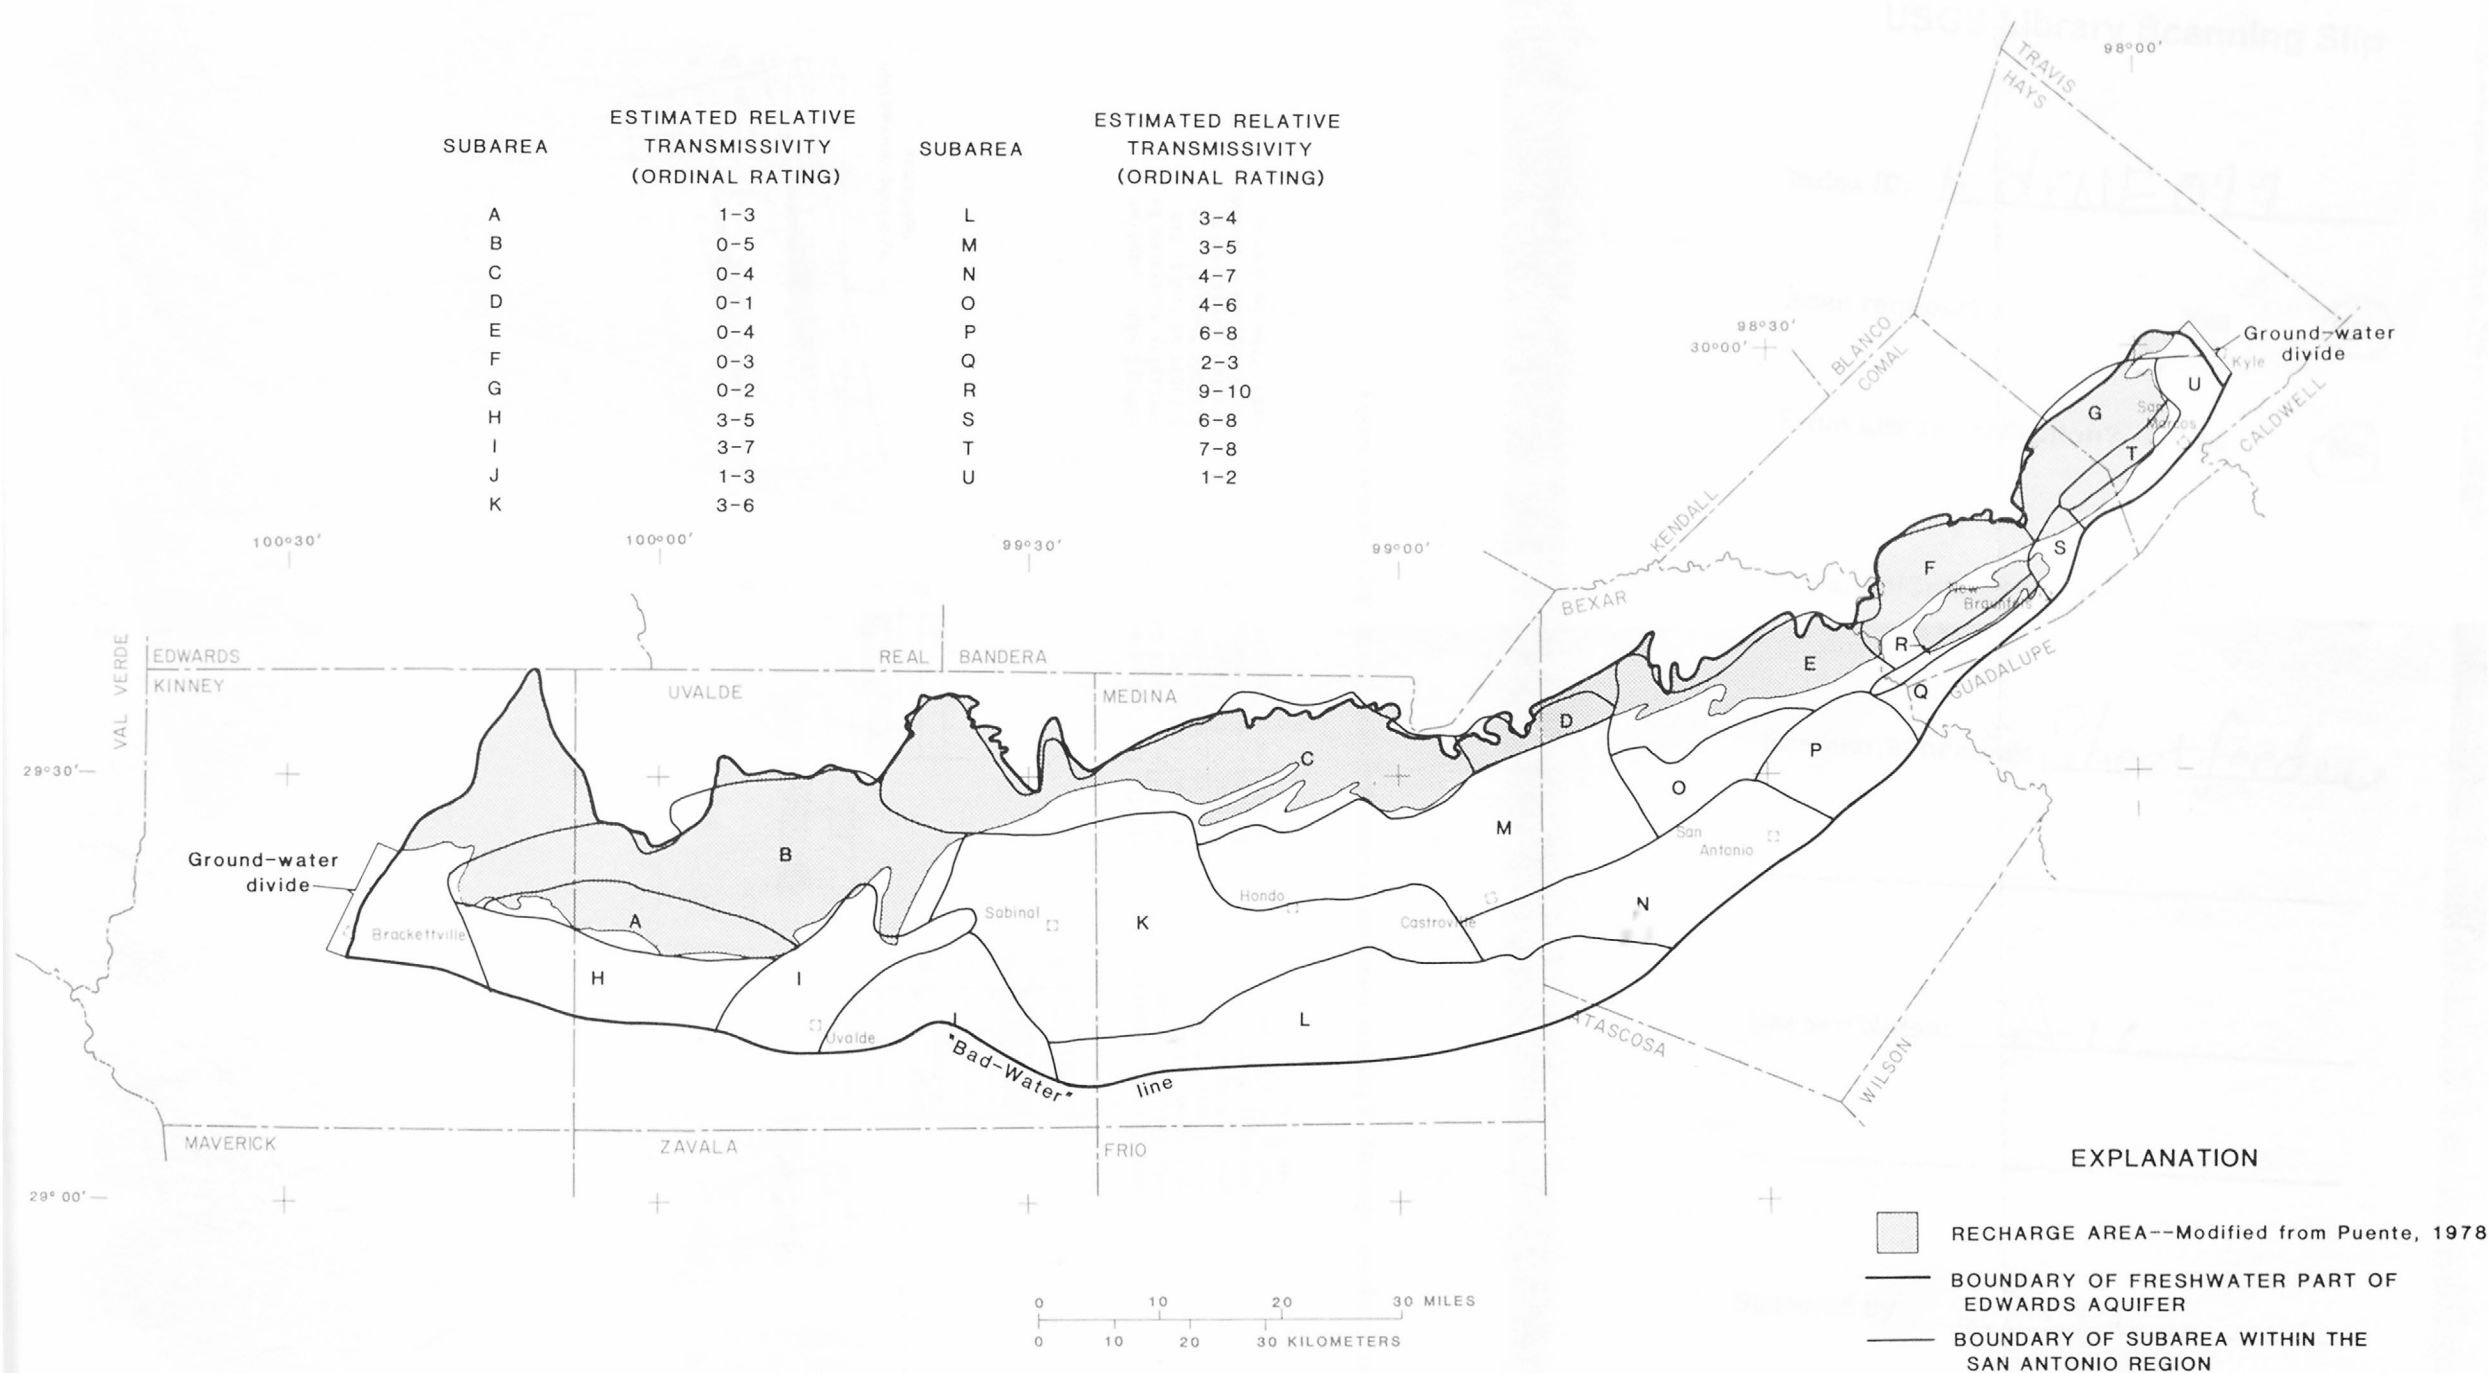 SUBAREA
ESTIMATED RELATIVE
TRANSMISSIVITY
(ORDINAL RATING)
SUBAREA
ESTIMATED RELATIVE
TRANSMISSIVITY
(ORDINAL RATING)
A 1-3 L 3-4
B 0-5 M 3-5
C 0-4 N 4-7
D 0-1 O 4-6
E 0-4 P 6-8
F 0-3 Q 2-3
G 0-2 R 9-10
H 3-5 S 6-8
I 3-7 T 7-8
J 1-3 U 1-2
K 3-6
USGS Library Scanning Slip
98°00'
TRAVIS
HAYS
98°30'
30°00'
BLANCO
COMAL
Ground-water
divide
Kyle
U
G
San
Marcos
T
CALDWELL
KENDALL
100°30'
100°00'
99°30'
99°00'
S
F
New
Braunfels
BEXAR
R
E
GUADALUPE
Q
VAL VERDE
EDWARDS
KINNEY
REAL
BANDERA
UVALDE
MEDINA
D
P
C
O
29°30'
M
San
Antonio
B
Ground-water
divide
A
Brackettville
Sabinal
K
Hondo
Castroville
N
H
I
Uvalde
L
"Bad-Water"
line
ATASCOSA
WILSON
MAVERICK
ZAVALA
FRIO
29°00'
EXPLANATION
RECHARGE AREA--Modified from Puente, 1978
BOUNDARY OF FRESHWATER PART OF
EDWARDS AQUIFER
BOUNDARY OF SUBAREA WITHIN THE
SAN ANTONIO REGION
0 10 20 30 MILES
0 10 20 30 KILOMETERS